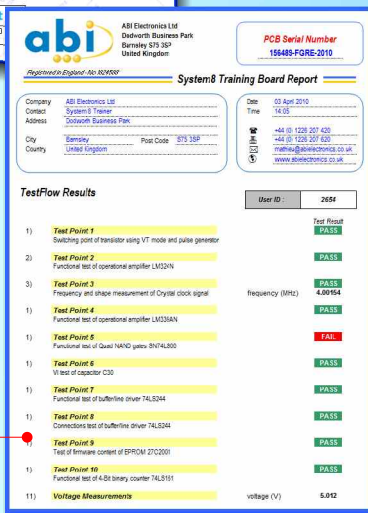 abi
ABI Electronics Ltd
Dodworth Business Park
Barnsley S75 3SP
United Kingdom
PCB Serial Number
156485-FGRE-2010
Registered in England - No
System8 Training Board Report
Company ABI Electronics Ltd
Contact System 8 Trainer
Address Dodworth Business Park
City Barnsley Post Code S75 3SP
Country United Kingdom
Date 03 April 2010
Time 14:05
+44 (0) 1226 207 420
+44 (0) 1226 207 620
mathieu@abielectronics.co.uk
www.abielectronics.co.uk
TestFlow Results
User ID : 2654
Test Result
1) Test Point 1 PASS
Switching point of transistor using VT mode and pulse generator
2) Test Point 2 PASS
Functional test of operational amplifier LM324N
3) Test Point 3 PASS
Frequency and shape measurement of Crystal clock signal frequency (MHz) 4.00154
1) Test Point 4 PASS
Functional test of operational amplifier LM339AN
1) Test Point 5 FAIL
Functional test of Quad NAND gates SN74LS00
1) Test Point 6 PASS
VI test of capacitor C30
1) Test Point 7 PASS
Functional test of buffer/line driver 74LS244
1) Test Point 8 PASS
Connections test of buffer/line driver 74LS244
1) Test Point 9 PASS
Test of firmware content of EPROM 27C2001
1) Test Point 10 PASS
Functional test of 4-Bit binary counter 74LS161
11) Voltage Measurements voltage (V) 5.012